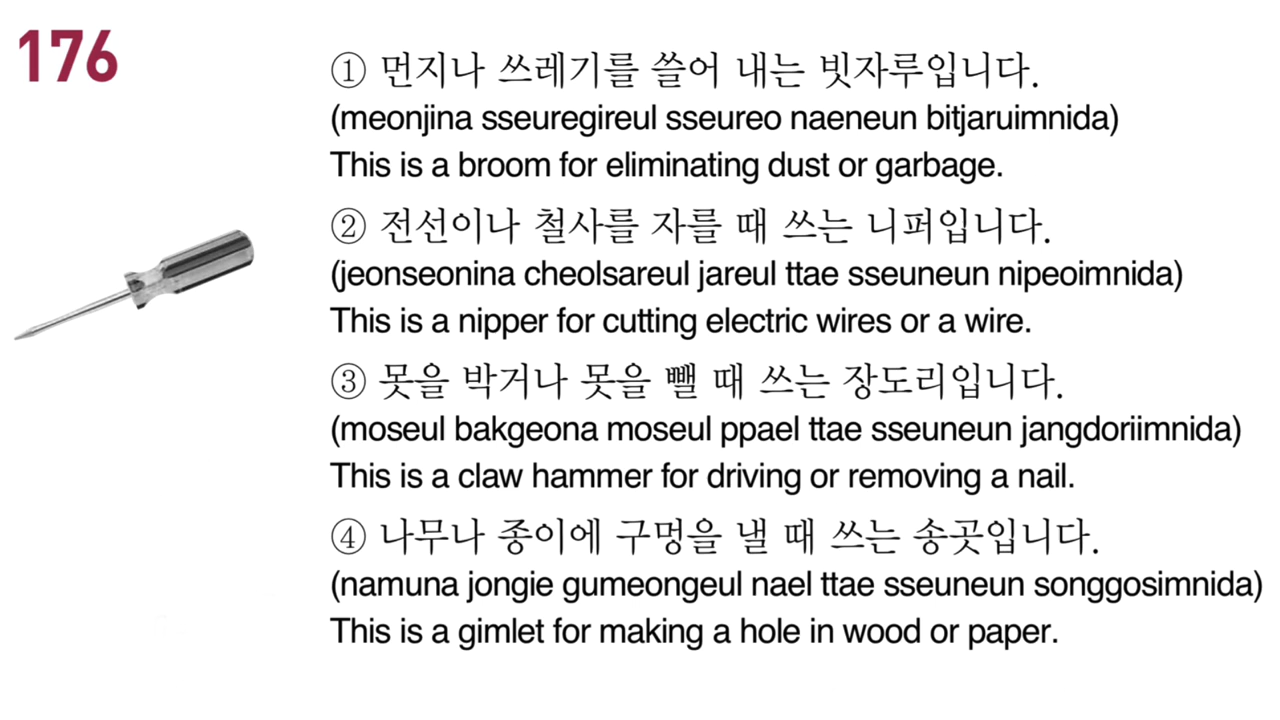 176
① 먼지나 쓰레기를 쓸어 내는 빗자루입니다.
(meonjina sseuregireul sseureo naeneun bitjaruimnida)
This is a broom for eliminating dust or garbage.
② 전선이나 철사를 자를 때 쓰는 니퍼입니다.
(jeonseonina cheolsareul jareul ttae sseuneun nipeoimnida)
This is a nipper for cutting electric wires or a wire.
③ 못을 박거나 못을 뺄 때 쓰는 장도리입니다.
(moseul bakgeona moseul ppael ttae sseuneun jangdoriimnida)
This is a claw hammer for driving or removing a nail.
④ 나무나 종이에 구멍을 낼 때 쓰는 송곳입니다.
(namuna jongie gumeongeul nael ttae sseuneun songgosimnida)
This is a gimlet for making a hole in wood or paper.